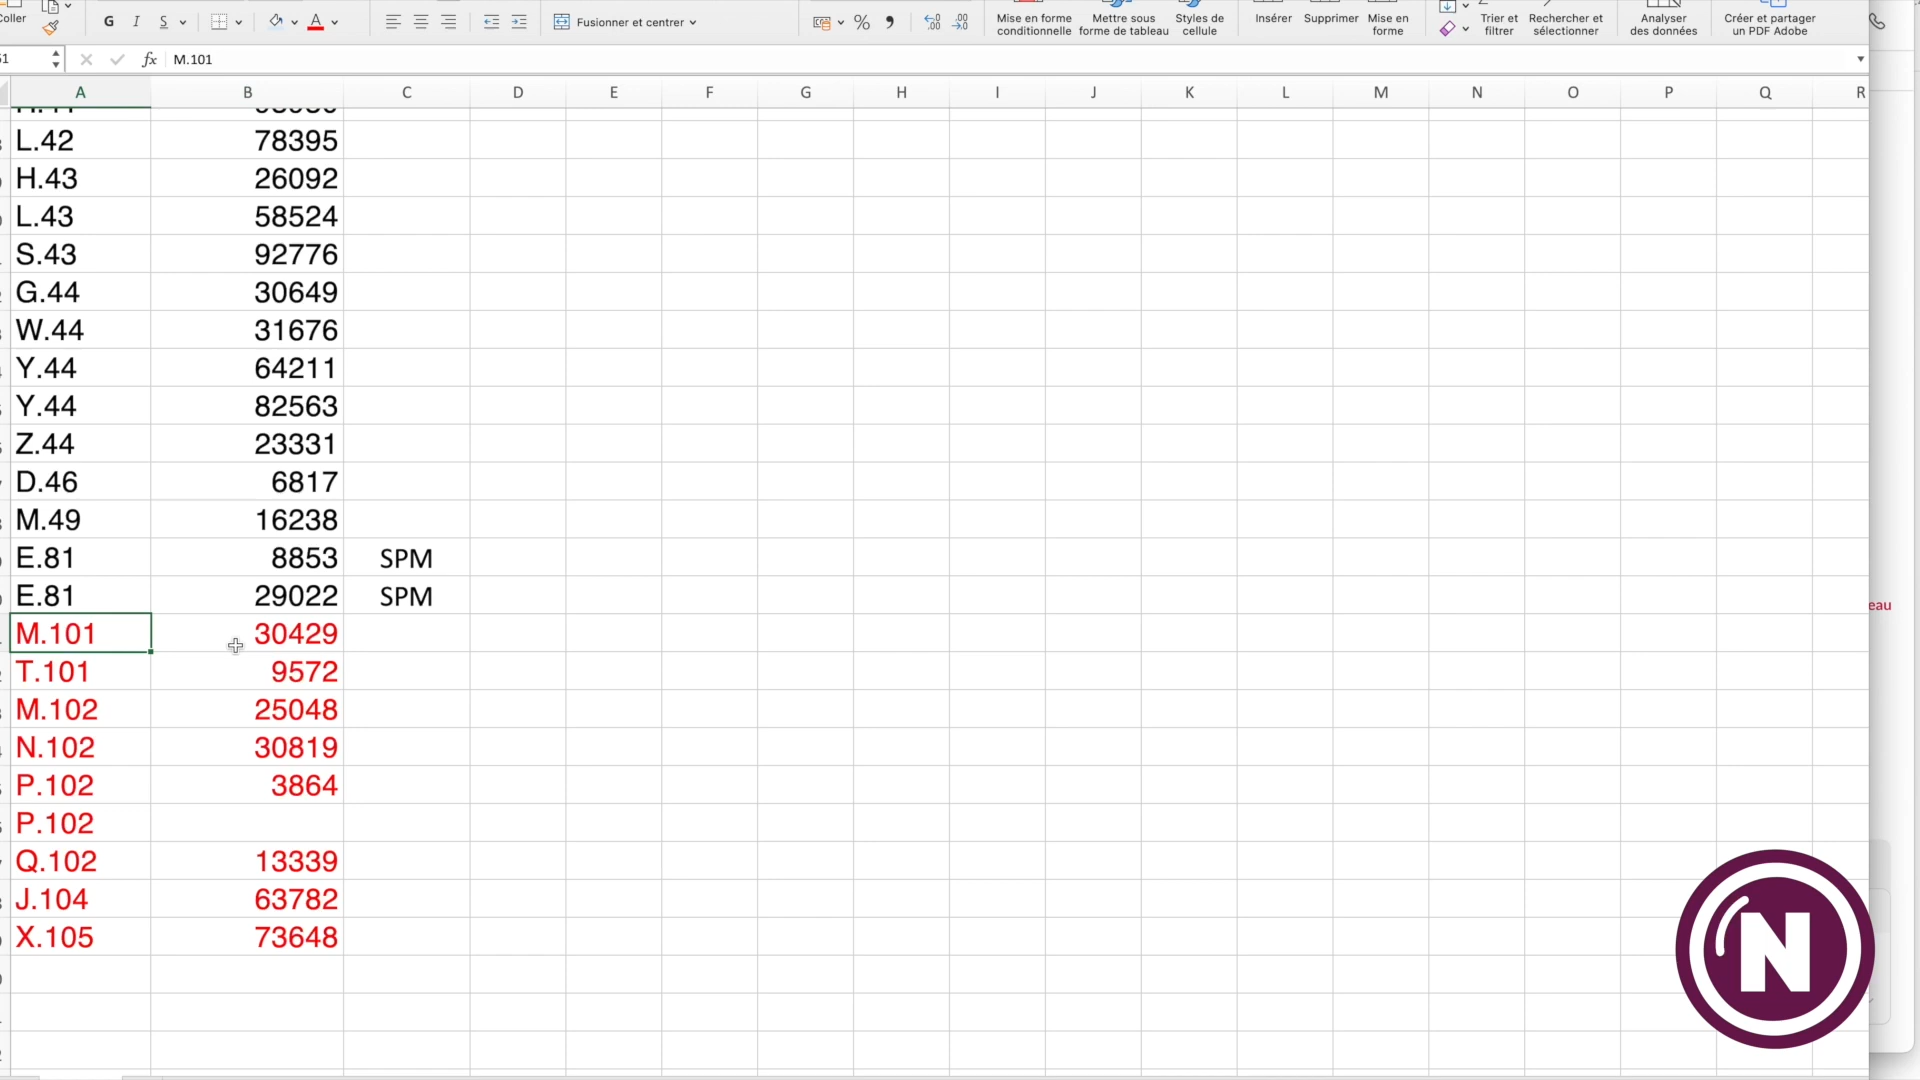 Coller
G I S A Fusionner et centrer % Mise en forme conditionnelle Mettre sous forme de tableau Styles de cellule Insérer Supprimer Mise en forme Trier et filtrer Rechercher et sélectionner Analyser des données Créer et partager un PDF Adobe
fx M.101
A B C D E F G H I J K L M N O P Q R
L.42 78395
H.43 26092
L.43 58524
S.43 92776
G.44 30649
W.44 31676
Y.44 64211
Y.44 82563
Z.44 23331
D.46 6817
M.49 16238
E.81 8853 SPM
E.81 29022 SPM
eau
M.101 30429
T.101 9572
M.102 25048
N.102 30819
P.102 3864
P.102
Q.102 13339
J.104 63782
X.105 73648
N